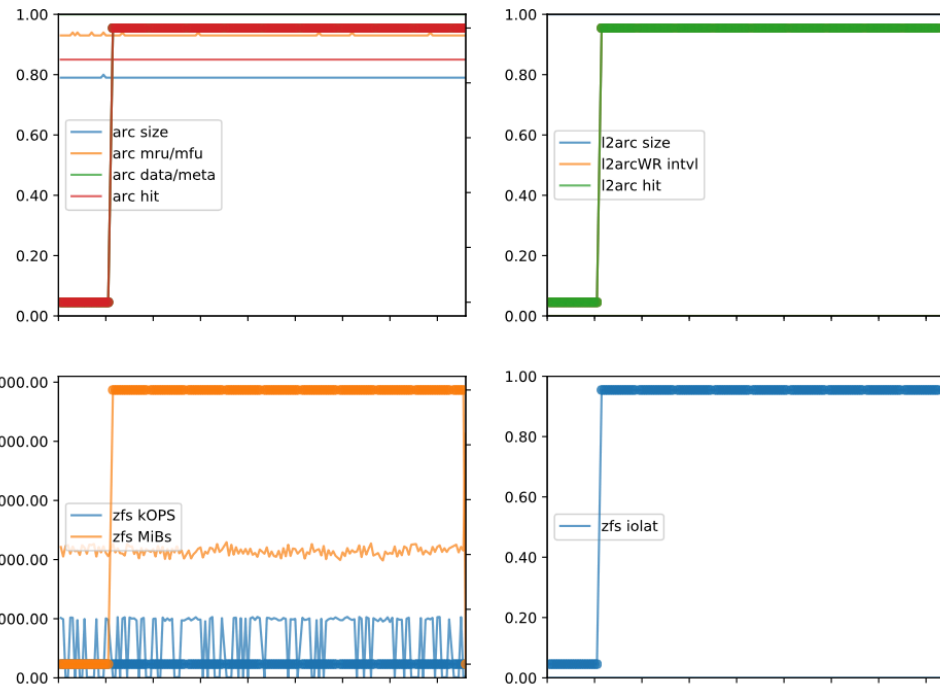 1.00
0.80
0.60
0.40
0.20
0.00
arc size
arc mru/mfu
arc data/meta
arc hit
1.00
0.80
0.60
0.40
0.20
0.00
l2arc size
l2arcWR intvl
l2arc hit
000.00
000.00
000.00
000.00
000.00
0.00
zfs kOPS
zfs MiBs
1.00
0.80
0.60
0.40
0.20
0.00
zfs iolat